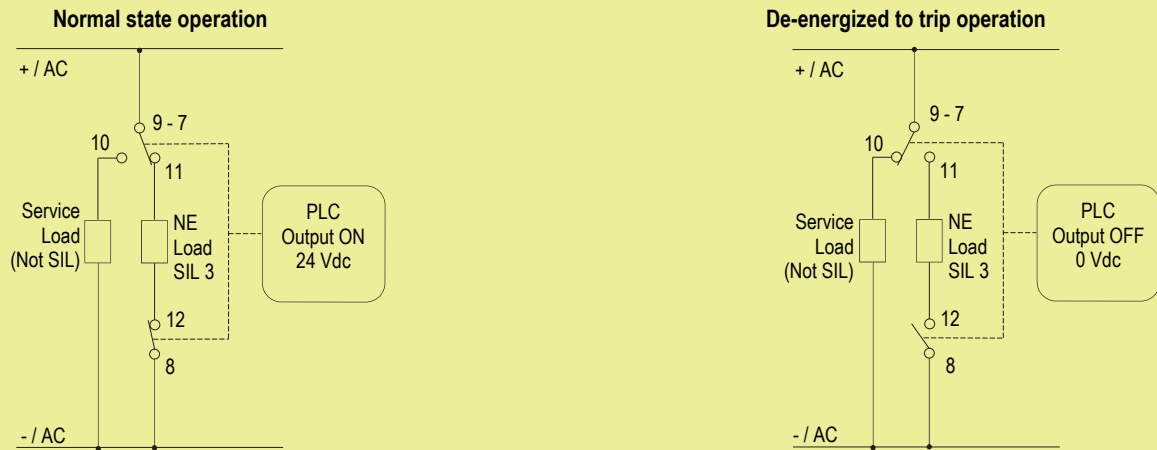 Normal state operation
+ / AC
9 - 7
10
11
Service
Load
(Not SIL)
NE
Load
SIL 3
PLC
Output ON
24 Vdc
12
8
- / AC
De-energized to trip operation
+ / AC
9 - 7
10
11
Service
Load
(Not SIL)
NE
Load
SIL 3
PLC
Output OFF
0 Vdc
12
8
- / AC